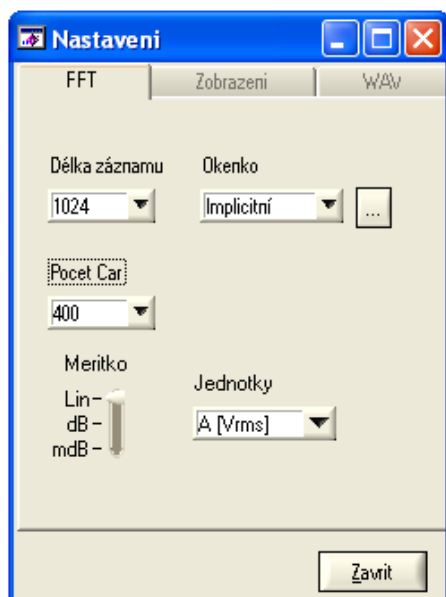 Nastaveni
FFT Zobrazeni WAV
Délka záznamu Okenko
1024 Implicitní ...
Pocet Car
400
Meritko
Jednotky
Lin
dB A [Vrms]
mdB
Zavrit